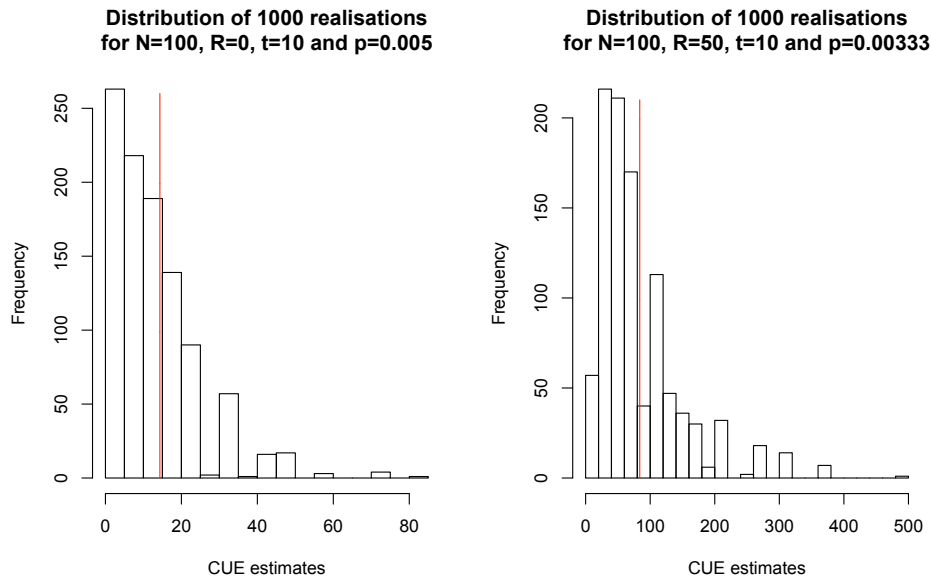 Distribution of 1000 realisations
for N=100, R=0, t=10 and p=0.005
Frequency
0
50
100
150
200
250
0 20 40 60 80
CUE estimates
Distribution of 1000 realisations
for N=100, R=50, t=10 and p=0.00333
Frequency
0
50
100
150
200
0 100 200 300 400 500
CUE estimates